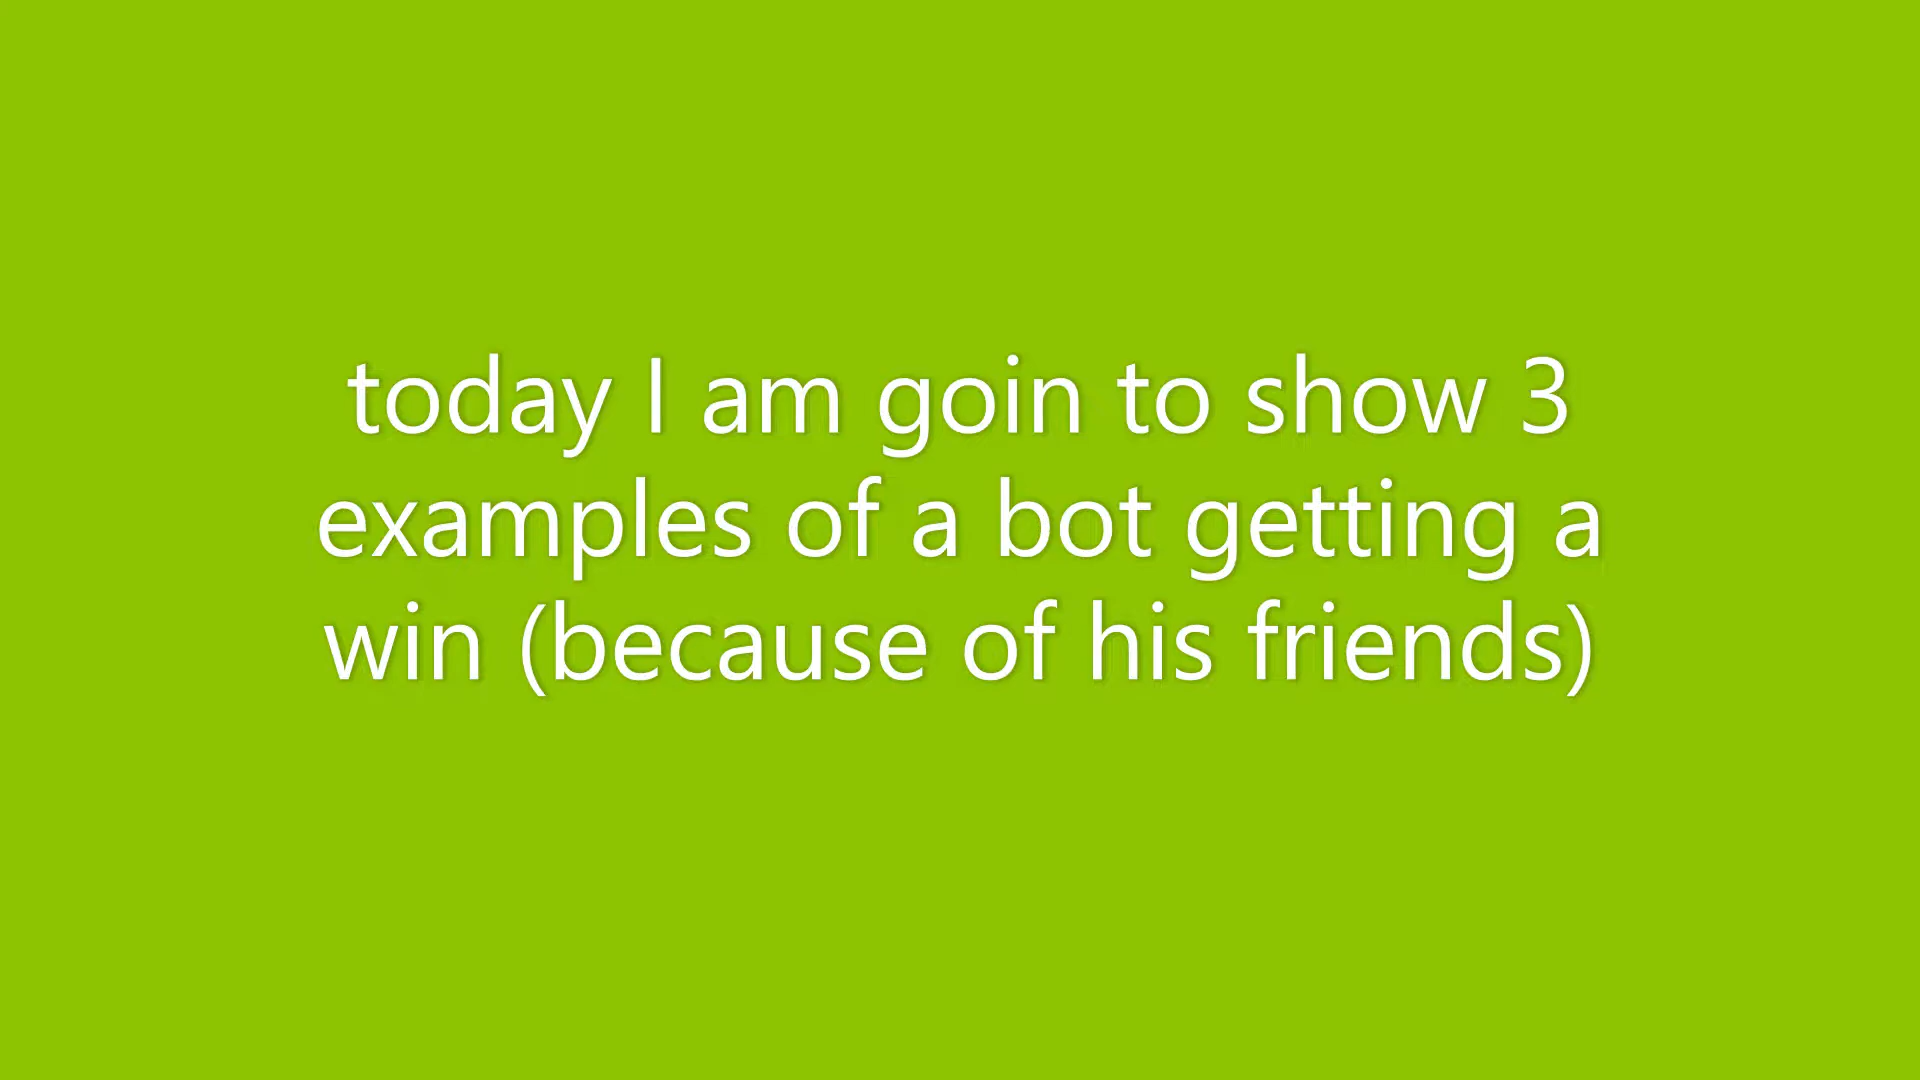 today I am goin to show 3
examples of a bot getting a
win (because of his friends)